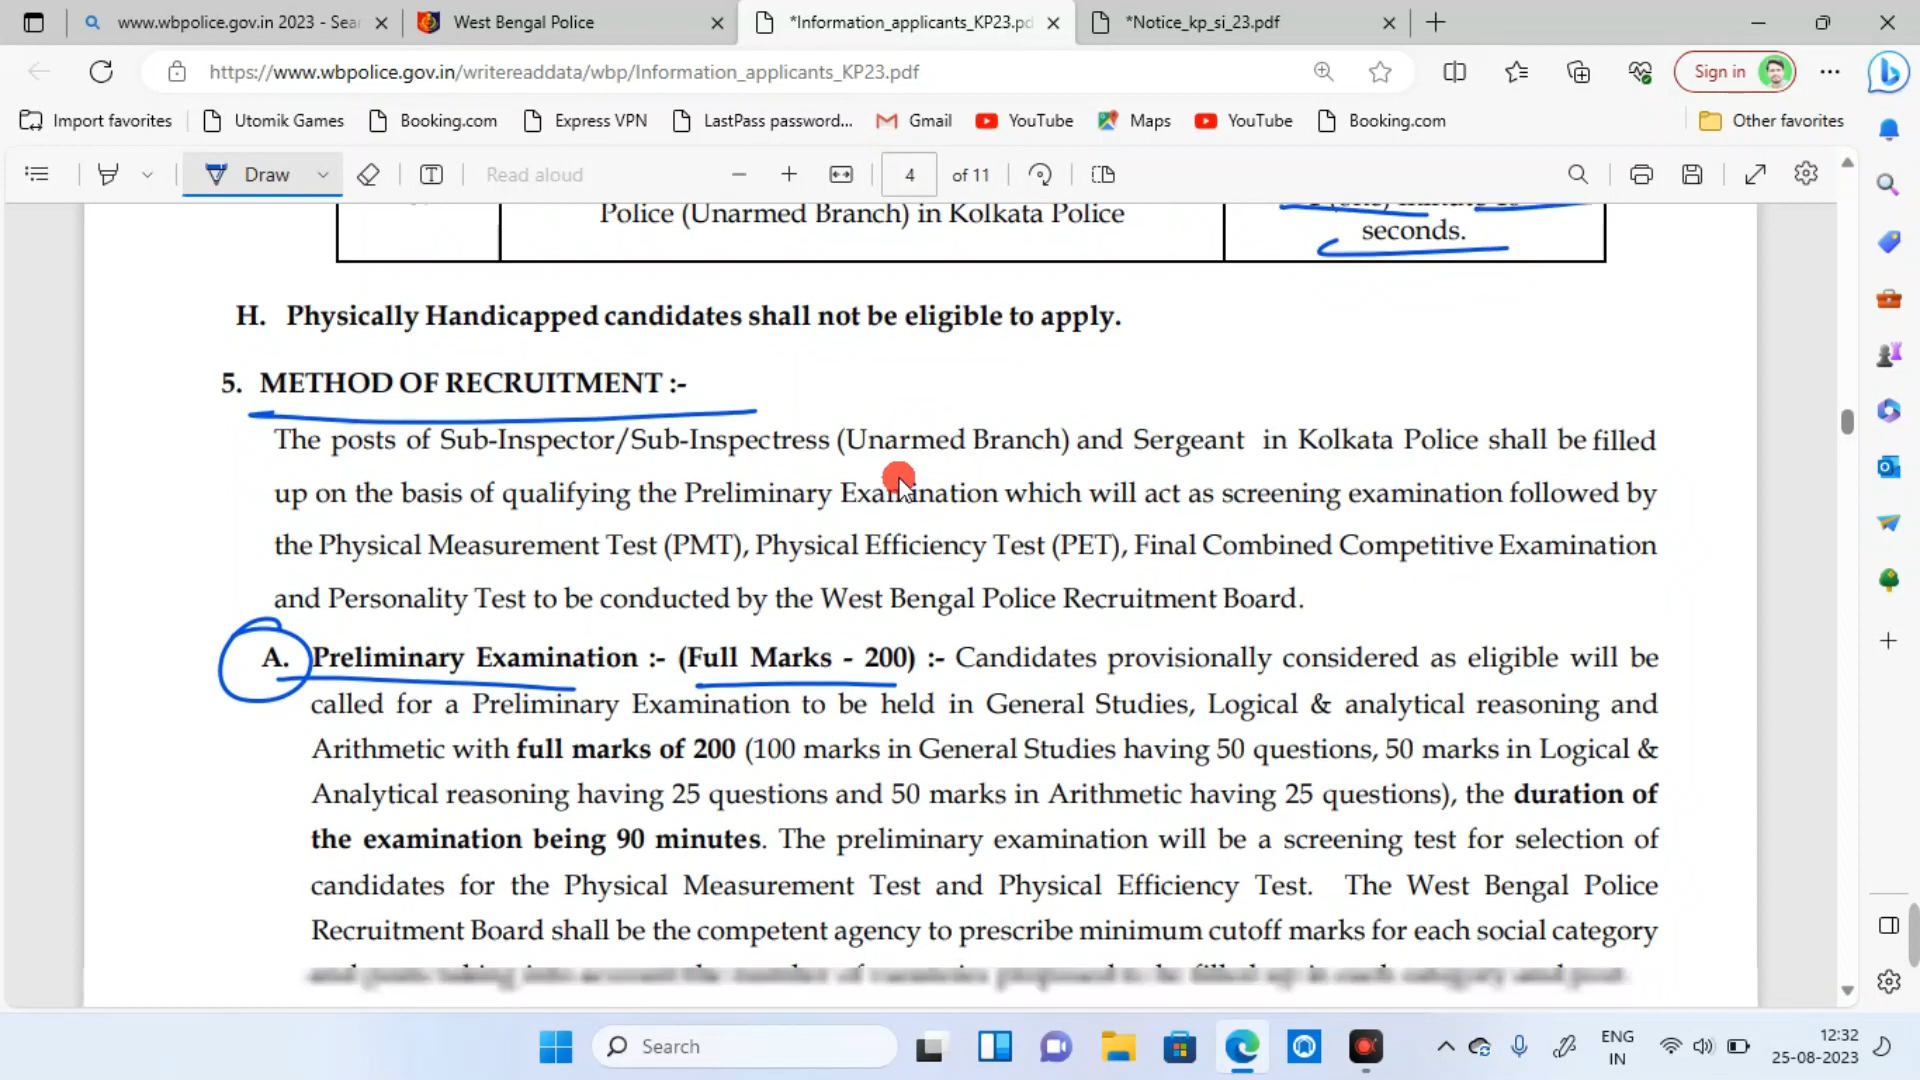 www.wbpolice.gov.in 2023 - Sear
West Bengal Police
*Information_applicants_KP23.pd
*Notice_kp_si_23.pdf
https://www.wbpolice.gov.in/writereaddata/wbp/Information_applicants_KP23.pdf
Sign in
Import favorites
Utomik Games
Booking.com
Express VPN
LastPass password...
Gmail
YouTube
Maps
YouTube
Booking.com
Other favorites
Draw
Read aloud
4 of 11
Police (Unarmed Branch) in Kolkata Police
seconds.
H. Physically Handicapped candidates shall not be eligible to apply.
5. METHOD OF RECRUITMENT :-
The posts of Sub-Inspector/Sub-Inspectress (Unarmed Branch) and Sergeant in Kolkata Police shall be filled
up on the basis of qualifying the Preliminary Examination which will act as screening examination followed by
the Physical Measurement Test (PMT), Physical Efficiency Test (PET), Final Combined Competitive Examination
and Personality Test to be conducted by the West Bengal Police Recruitment Board.
A. Preliminary Examination :- (Full Marks - 200) :- Candidates provisionally considered as eligible will be
called for a Preliminary Examination to be held in General Studies, Logical & analytical reasoning and
Arithmetic with full marks of 200 (100 marks in General Studies having 50 questions, 50 marks in Logical &
Analytical reasoning having 25 questions and 50 marks in Arithmetic having 25 questions), the duration of
the examination being 90 minutes. The preliminary examination will be a screening test for selection of
candidates for the Physical Measurement Test and Physical Efficiency Test. The West Bengal Police
Recruitment Board shall be the competent agency to prescribe minimum cutoff marks for each social category
Search
ENG
IN
12:32
25-08-2023